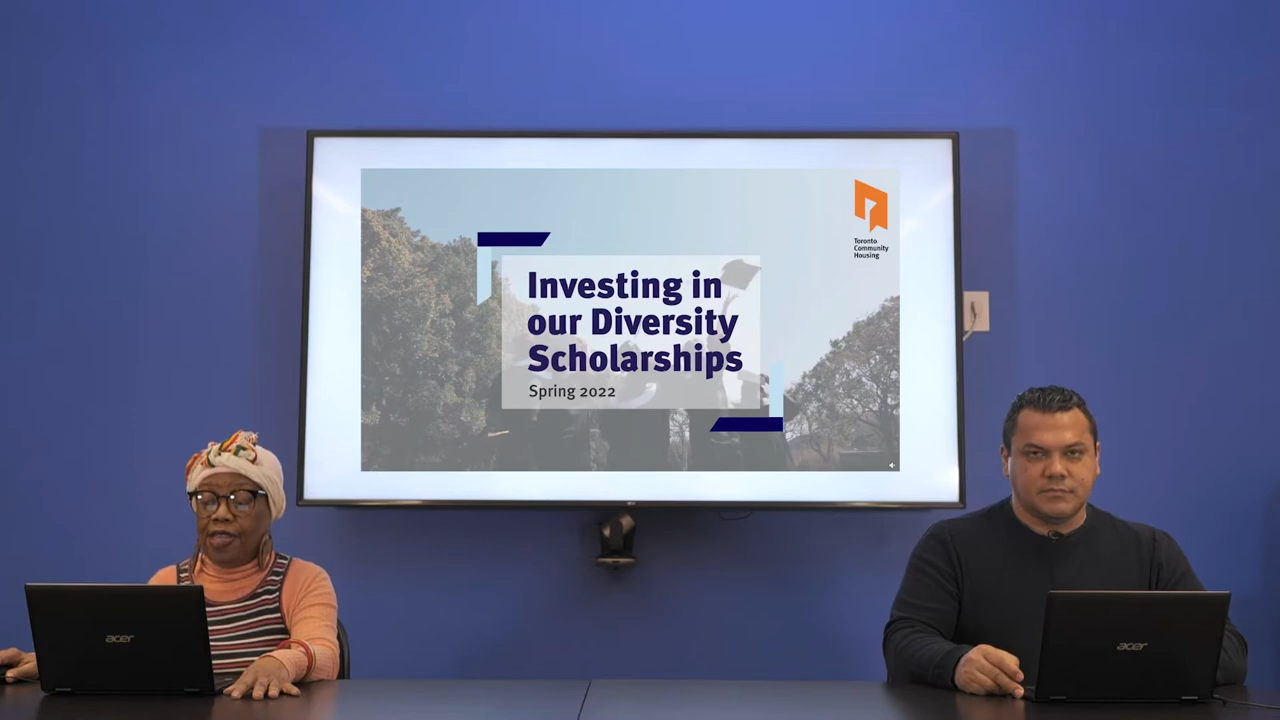 Toronto
Community
Housing
Investing in
our Diversity
Scholarships
Spring 2022
acer
acer